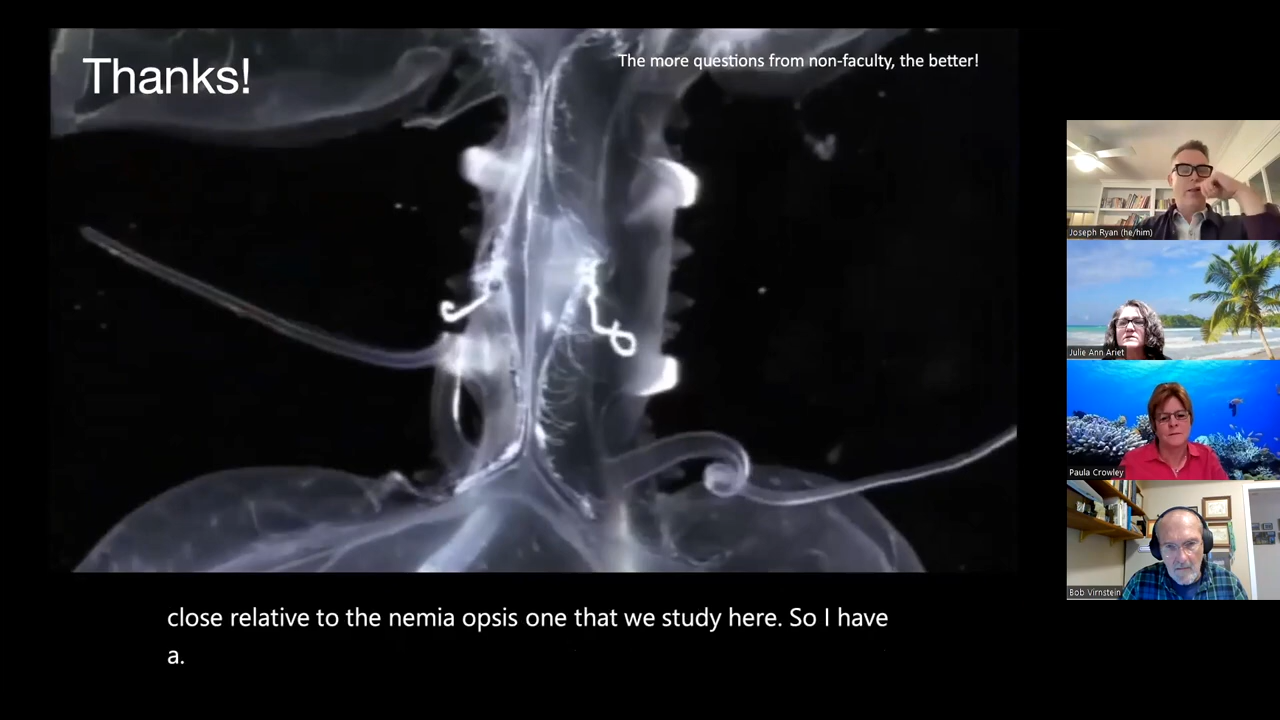 Thanks!
The more questions from non-faculty, the better!
Joseph Ryan (he/him)
Julie Ann Ariet
Paula Crowley
Bob Virnstein
close relative to the nemia opsis one that we study here. So I have
a.